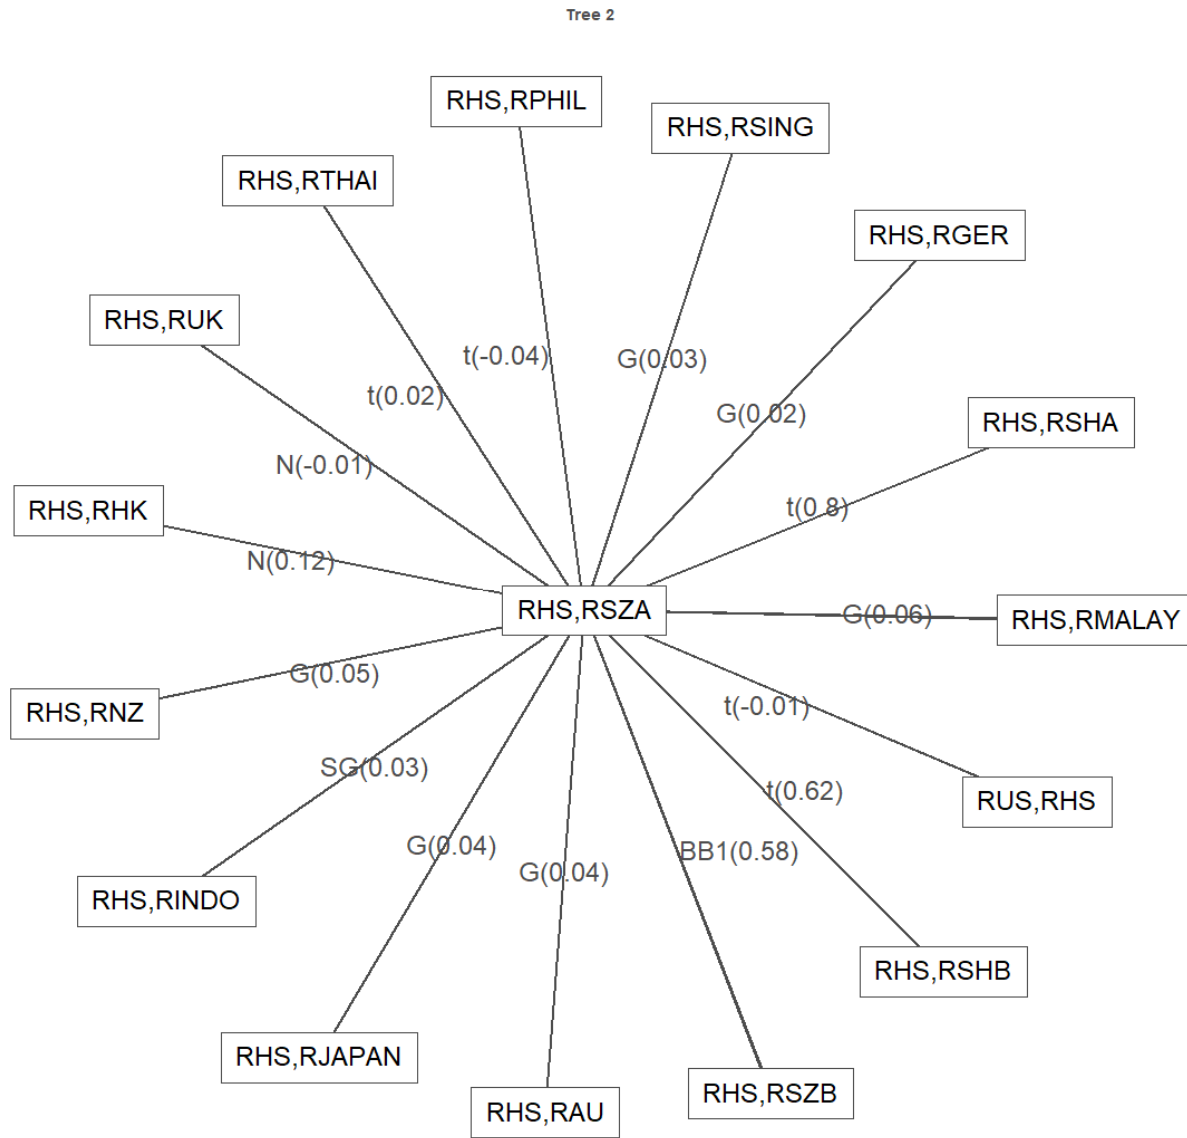 Tree 2
RHS,RPHIL
RHS,RSING
RHS,RTHAI
RHS,RGER
RHS,RUK
t(-0.04)
G(0.03)
t(0.02)
G(0.02)
RHS,RSHA
N(-0.01)
t(0.8)
RHS,RHK
N(0.12)
RHS,RSZA
G(0.06)
RHS,RMALAY
G(0.05)
t(-0.01)
RHS,RNZ
SG(0.03)
t(0.62)
RUS,RHS
G(0.04)
BB1(0.58)
G(0.04)
RHS,RINDO
RHS,RSHB
RHS,RJAPAN
RHS,RSZB
RHS,RAU